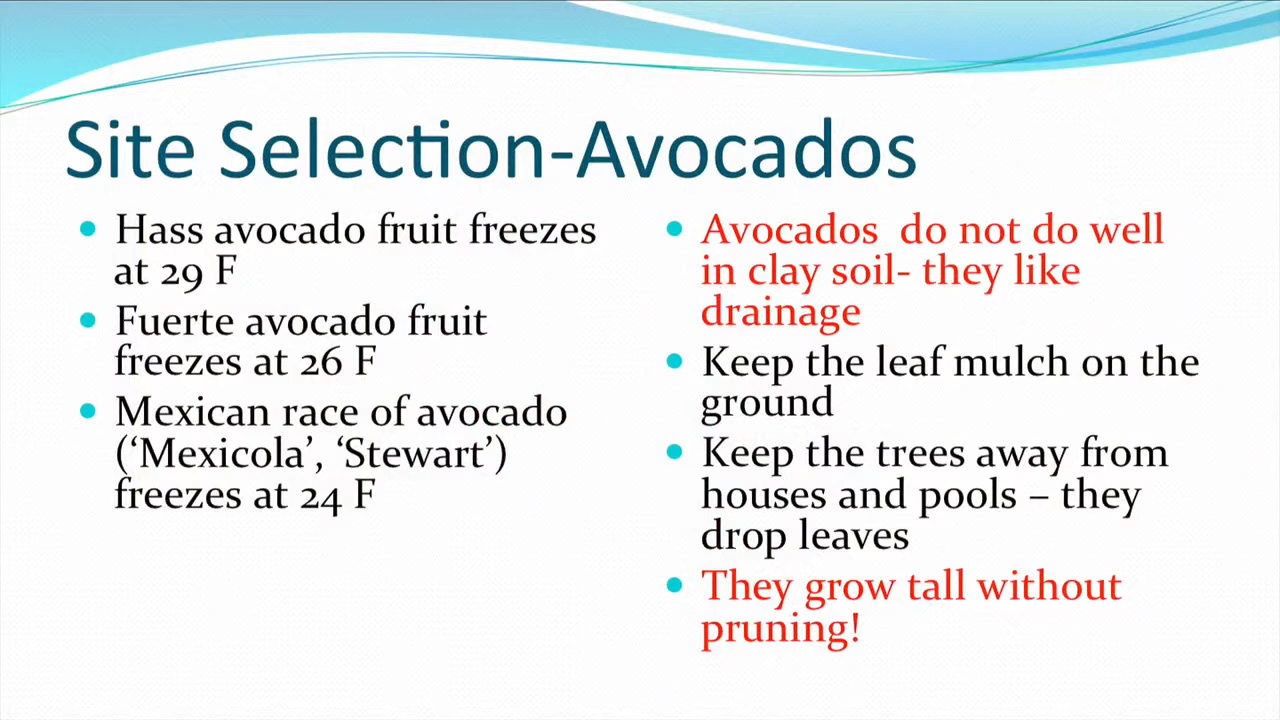 Site Selection-Avocados
• Hass avocado fruit freezes
at 29 F
• Fuerte avocado fruit
freezes at 26 F
• Mexican race of avocado
(‘Mexicola’, ‘Stewart’)
freezes at 24 F
• Avocados  do not do well
in clay soil- they like
drainage
• Keep the leaf mulch on the
ground
• Keep the trees away from
houses and pools – they
drop leaves
• They grow tall without
pruning!